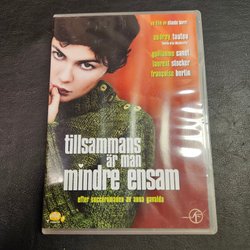 en film av claude berri
audrey tautou
guillaume canet
laurent stocker
françoise bertin
tillsammans
är man
mindre ensam
efter succéromanen av anna gavalda